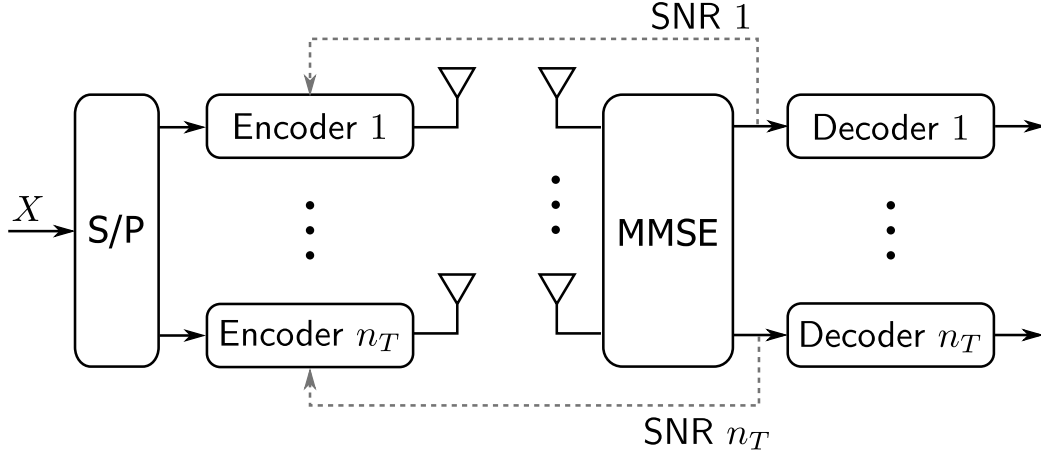 SNR 1
Encoder 1
Decoder 1
X
S/P
MMSE
Encoder n_T
Decoder n_T
SNR n_T